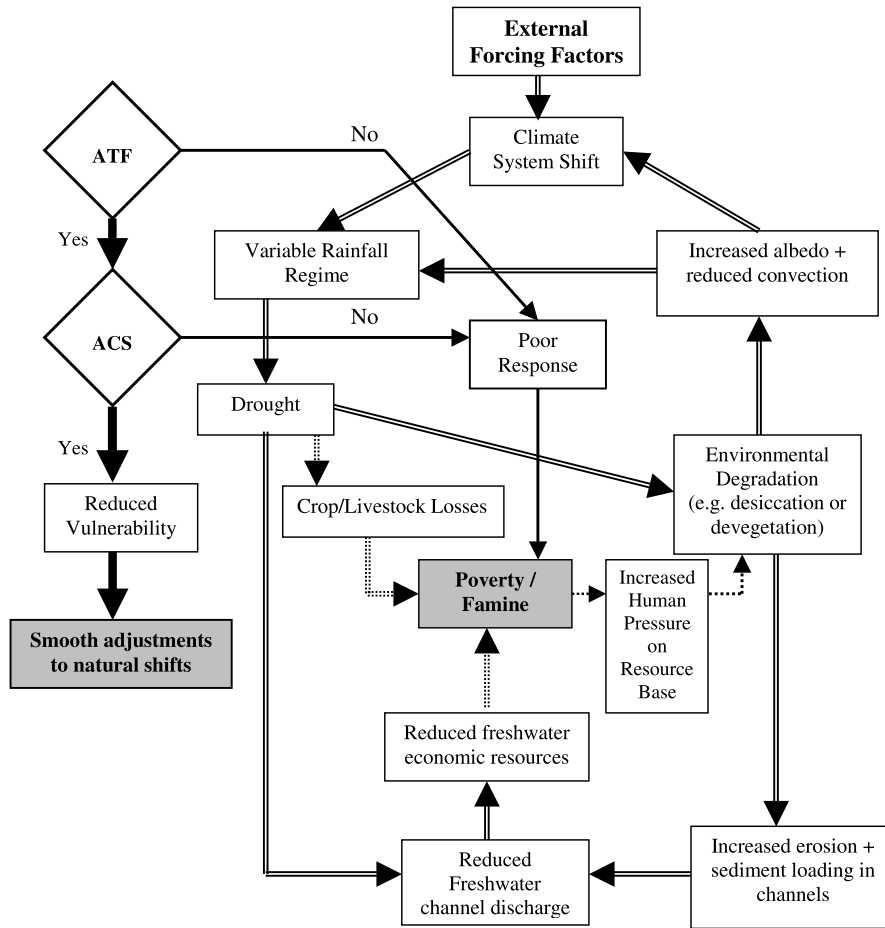 External
Forcing Factors
No
Climate
System Shift
ATF
Yes
Variable Rainfall
Regime
Increased albedo +
reduced convection
No
ACS
Poor
Response
Drought
Yes
Environmental
Degradation
(e.g. desiccation or
devegetation)
Reduced
Vulnerability
Crop/Livestock Losses
Poverty /
Famine
Increased
Human
Pressure
on
Resource
Base
Smooth adjustments
to natural shifts
Reduced freshwater
economic resources
Reduced
Freshwater
channel discharge
Increased erosion +
sediment loading in
channels